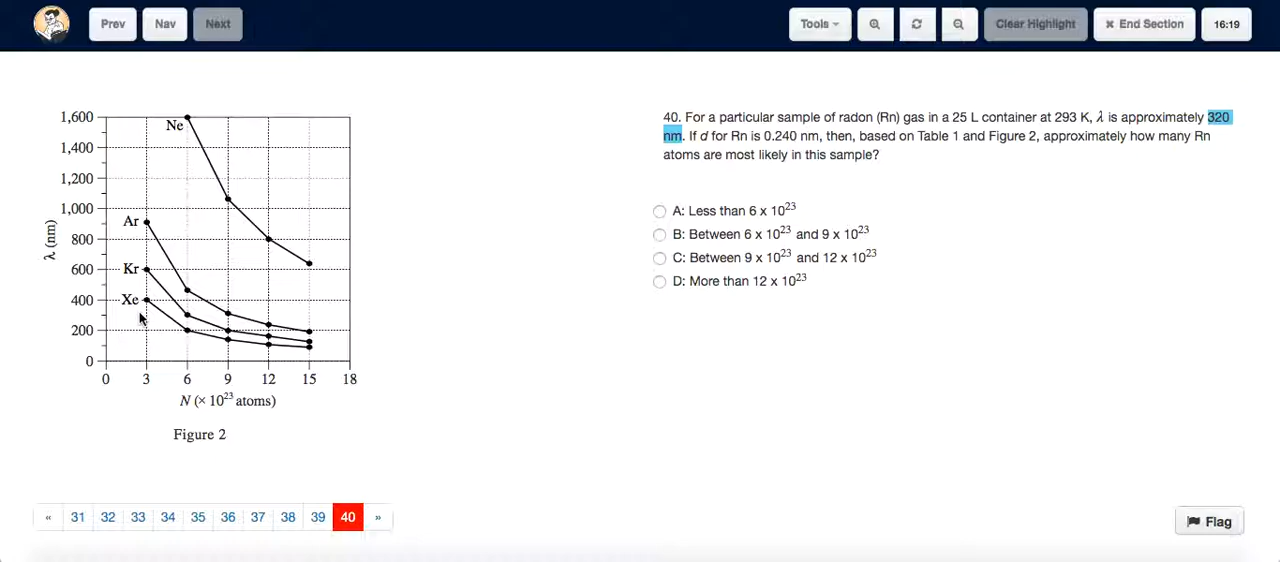 Prev Nav Next Tools Clear Highlight × End Section 16:19
1,600
1,400
1,200
1,000
800
600
400
200
0
λ (nm)
Ne
Ar
Kr
Xe
0 3 6 9 12 15 18
N (× 10²³ atoms)
Figure 2
40. For a particular sample of radon (Rn) gas in a 25 L container at 293 K, λ is approximately 320
nm. If d for Rn is 0.240 nm, then, based on Table 1 and Figure 2, approximately how many Rn
atoms are most likely in this sample?
A: Less than 6 x 10²³
B: Between 6 x 10²³ and 9 x 10²³
C: Between 9 x 10²³ and 12 x 10²³
D: More than 12 x 10²³
« 31 32 33 34 35 36 37 38 39 40 »
Flag